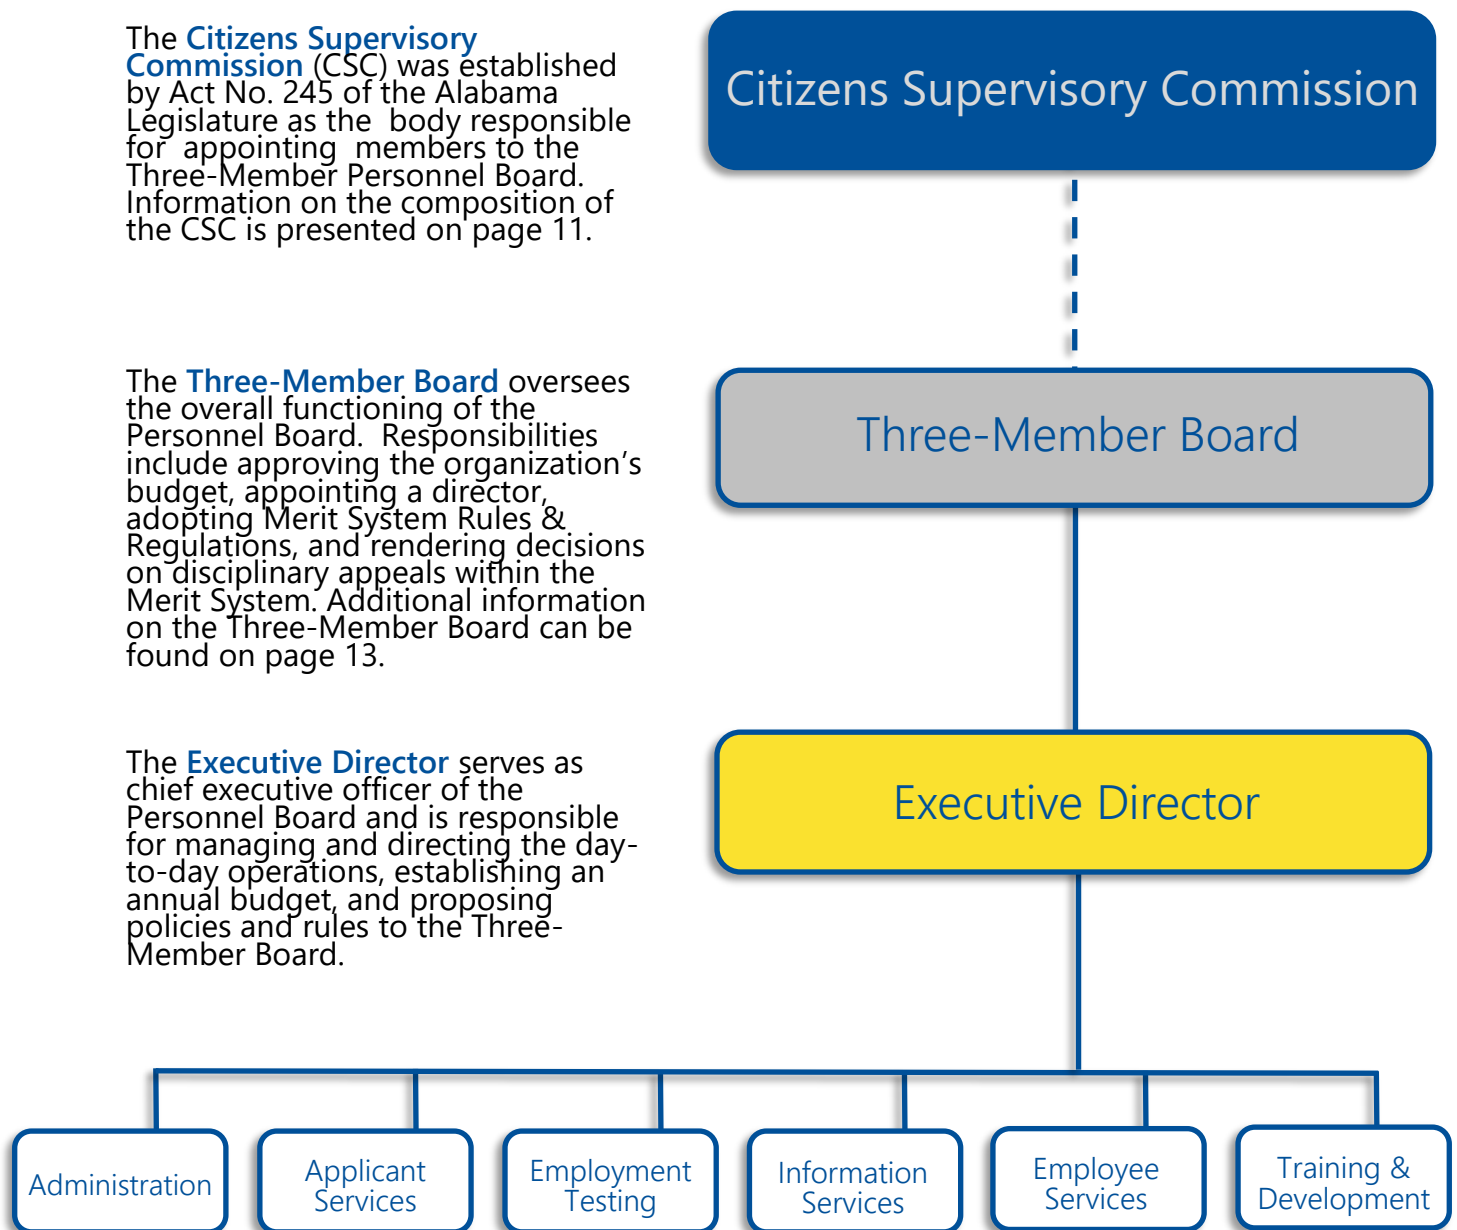 The Citizens Supervisory
Commission (CSC) was established
by Act No. 245 of the Alabama
Legislature as the body responsible
for appointing members to the
Three-Member Personnel Board.
Information on the composition of
the CSC is presented on page 11.
Citizens Supervisory Commission
The Three-Member Board oversees
the overall functioning of the
Personnel Board. Responsibilities
include approving the organization’s
budget, appointing a director,
adopting Merit System Rules &
Regulations, and rendering decisions
on disciplinary appeals within the
Merit System. Additional information
on the Three-Member Board can be
found on page 13.
Three-Member Board
The Executive Director serves as
chief executive officer of the
Personnel Board and is responsible
for managing and directing the day-
to-day operations, establishing an
annual budget, and proposing
policies and rules to the Three-
Member Board.
Executive Director
Administration
Applicant
Services
Employment
Testing
Information
Services
Employee
Services
Training &
Development